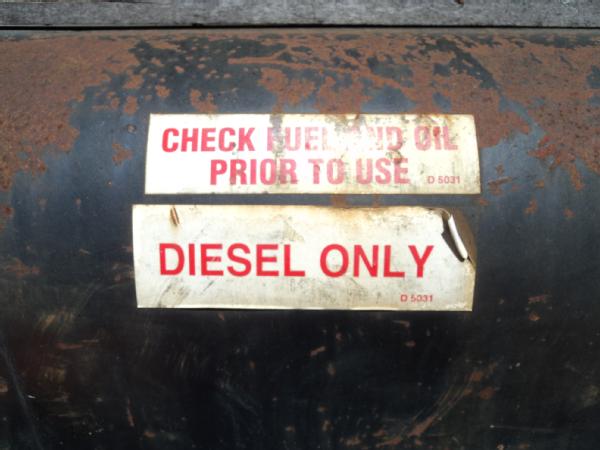 CHECK FUEL AND OIL
PRIOR TO USE D 5031
DIESEL ONLY
D 5031